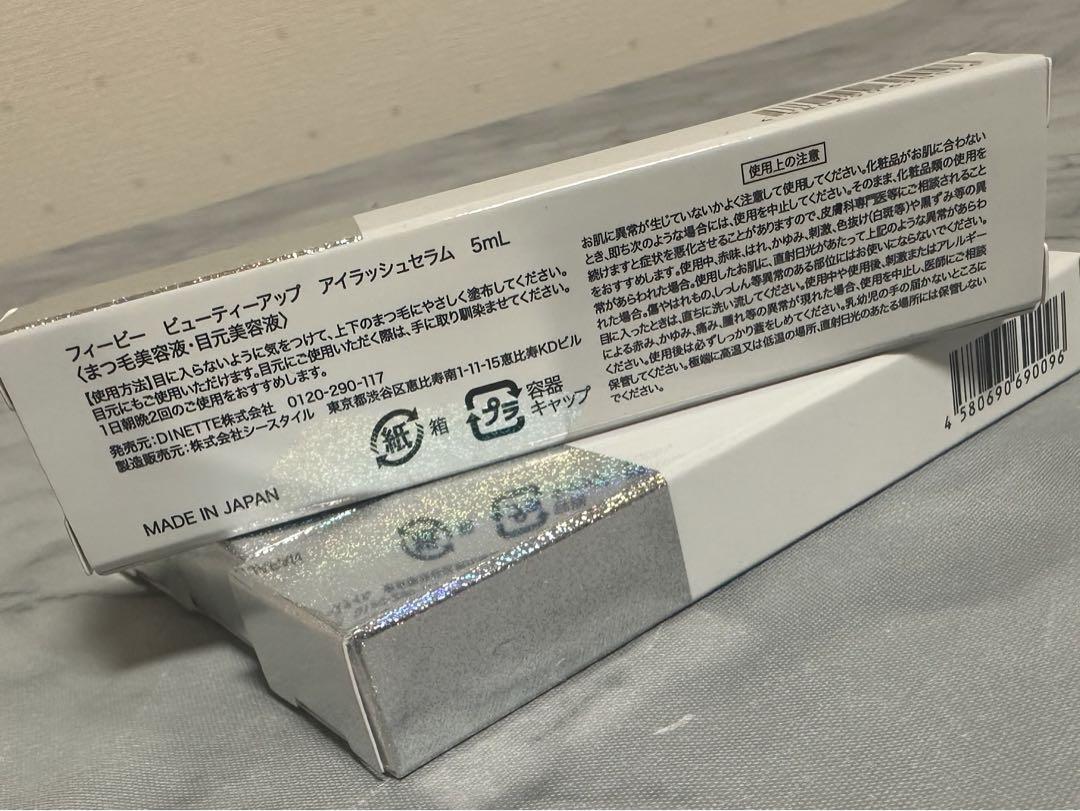 フィービー ビューティーアップ アイラッシュセラム 5mL
〈まつ毛美容液・目元美容液〉
【使用方法】目に入らないように気をつけて、上下のまつ毛にやさしく塗布してください。
目元にもご使用いただけます。目元にご使用いただく際は、手に取り馴染ませてください。
1日朝晩2回のご使用をおすすめします。
発売元:DINETTE株式会社 0120-290-117
製造販売元:株式会社シースタイル 東京都渋谷区恵比寿南1-11-15恵比寿KDビル
紙 箱
プラ 容器
キャップ
MADE IN JAPAN
使用上の注意
お肌に異常が生じていないかよく注意して使用してください。化粧品がお肌に合わない
とき、即ち次のような場合には、使用を中止してください。そのまま、化粧品類の使用を
続けますと症状を悪化させることがありますので、皮膚科専門医等にご相談されること
をおすすめします。使用中、赤味、はれ、かゆみ、刺激、色抜け(白斑等)や黒ずみ等の異
常があらわれた場合。使用したお肌に、直射日光があたって上記のような異常があらわ
れた場合。傷やはれもの、しっしん等異常のある部位にはお使いにならないでください。
目に入ったときは、直ちに洗い流してください。使用中や使用後、刺激またはアレルギー
による赤み、かゆみ、痛み、腫れ等の異常が現れた場合、使用を中止し、医師にご相談
ください。使用後は必ずしっかり蓋をしめてください。乳幼児の手の届かないところに
保管してください。極端に高温又は低温の場所、直射日光のあたる場所には保管しない
でください。
4 580690 690096